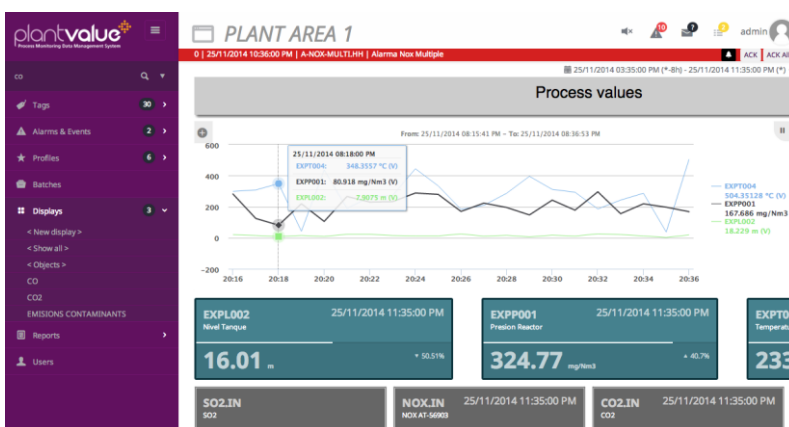 plantvalue
Process Monitoring Data Management System
PLANT AREA 1
10
7
admin
0 | 25/11/2014 10:36:00 PM | A-NOX-MULTI.HH | Alarma Nox Multiple
ACK
ACK All
25/11/2014 03:35:00 PM (*-8h) - 25/11/2014 11:35:00 PM (*)
co
Tags 30
Alarms & Events 2
Profiles 6
Batches
Displays 3
< New display >
< Show all >
< Objects >
CO
CO2
EMISIONS CONTAMINANTS
Reports
Users
Process values
From: 25/11/2014 08:15:41 PM - To: 25/11/2014 08:36:53 PM
600
400
200
0
-200
25/11/2014 08:18:00 PM
EXPT004: 348.3557 °C (V)
EXPP001: 80.918 mg/Nm3 (V)
EXPL002: 7.9075 m (V)
20:16 20:18 20:20 20:22 20:24 20:26 20:28 20:30 20:32 20:34 20:36
EXPT004
504.35128 °C (V)
EXPP001
167.686 mg/Nm3
EXPL002
18.229 m (V)
EXPL002 25/11/2014 11:35:00 PM
Nivel Tanque
16.01 m
50.51%
EXPP001 25/11/2014 11:35:00 PM
Presion Reactor
324.77 mg/Nm3
40.7%
EXPT0
Temperatu
233
SO2.IN
SO2
NOX.IN 25/11/2014 11:35:00 PM
NOX AT-56903
CO2.IN 25/11/2014 11:35:00 PM
CO2